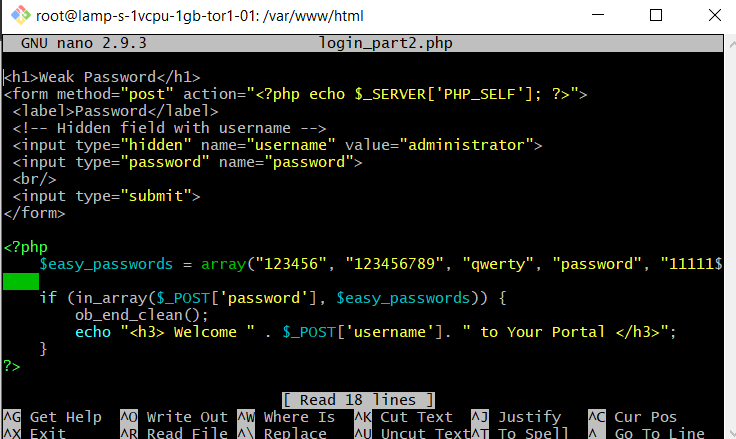 root@lamp-s-1vcpu-1gb-tor1-01: /var/www/html
GNU nano 2.9.3 login_part2.php
<h1>Weak Password</h1>
<form method="post" action="<?php echo $_SERVER['PHP_SELF']; ?>">
 <label>Password</label>
 <!-- Hidden field with username -->
 <input type="hidden" name="username" value="administrator">
 <input type="password" name="password">
 <br/>
 <input type="submit">
</form>
<?php
    $easy_passwords = array("123456", "123456789", "qwerty", "password", "11111$
    if (in_array($_POST['password'], $easy_passwords)) {
        ob_end_clean();
        echo "<h3> Welcome " . $_POST['username']. " to Your Portal </h3>";
    }
?>
[ Read 18 lines ]
^G Get Help ^O Write Out ^W Where Is ^K Cut Text ^J Justify ^C Cur Pos
^X Exit ^R Read File ^\ Replace ^U Uncut Text ^T To Spell ^_ Go To Line